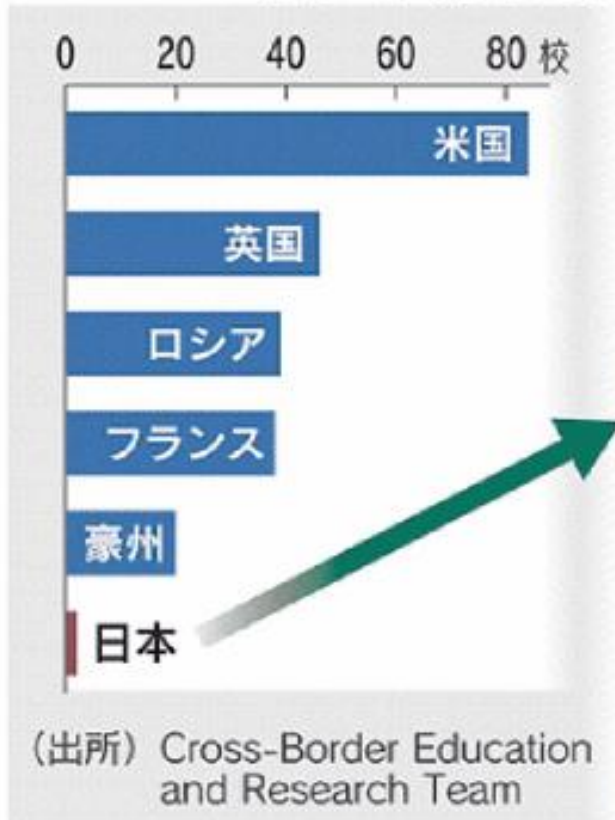 0 20 40 60 80 校
米国
英国
ロシア
フランス
豪州
日本
(出所) Cross-Border Education
and Research Team